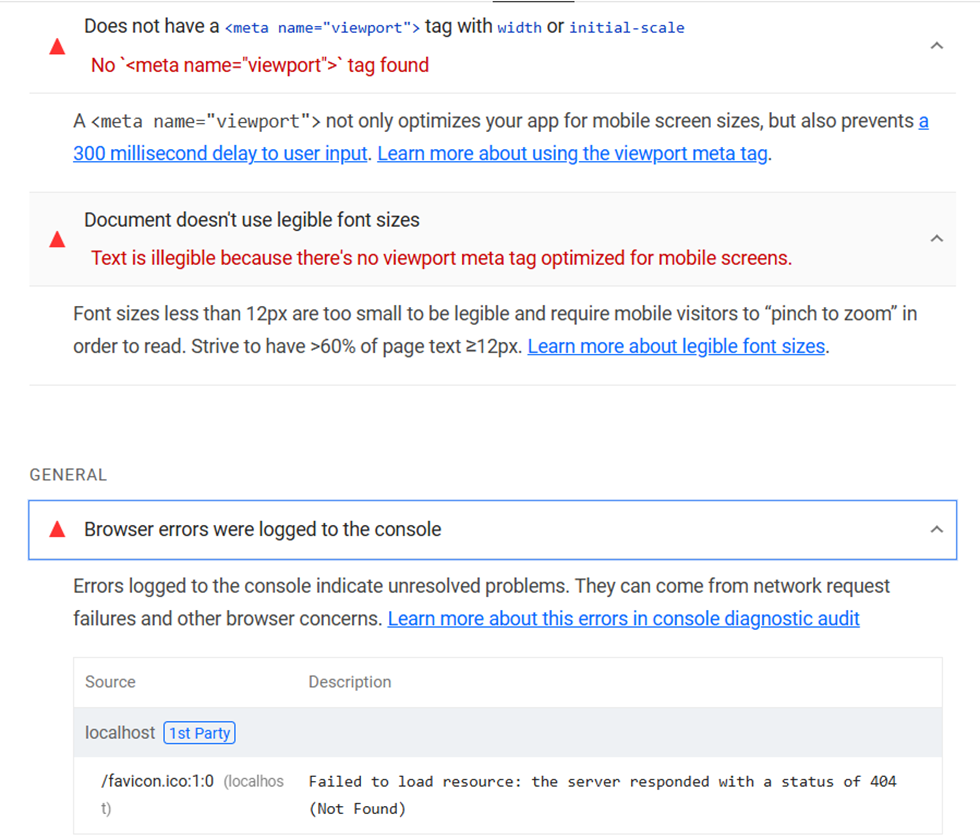 Does not have a <meta name="viewport"> tag with width or initial-scale
No `<meta name="viewport">` tag found
A <meta name="viewport"> not only optimizes your app for mobile screen sizes, but also prevents a
300 millisecond delay to user input. Learn more about using the viewport meta tag.
Document doesn't use legible font sizes
Text is illegible because there's no viewport meta tag optimized for mobile screens.
Font sizes less than 12px are too small to be legible and require mobile visitors to “pinch to zoom” in
order to read. Strive to have >60% of page text ≥12px. Learn more about legible font sizes.
GENERAL
Browser errors were logged to the console
Errors logged to the console indicate unresolved problems. They can come from network request
failures and other browser concerns. Learn more about this errors in console diagnostic audit
Source Description
localhost 1st Party
/favicon.ico:1:0 (localhos Failed to load resource: the server responded with a status of 404
t) (Not Found)